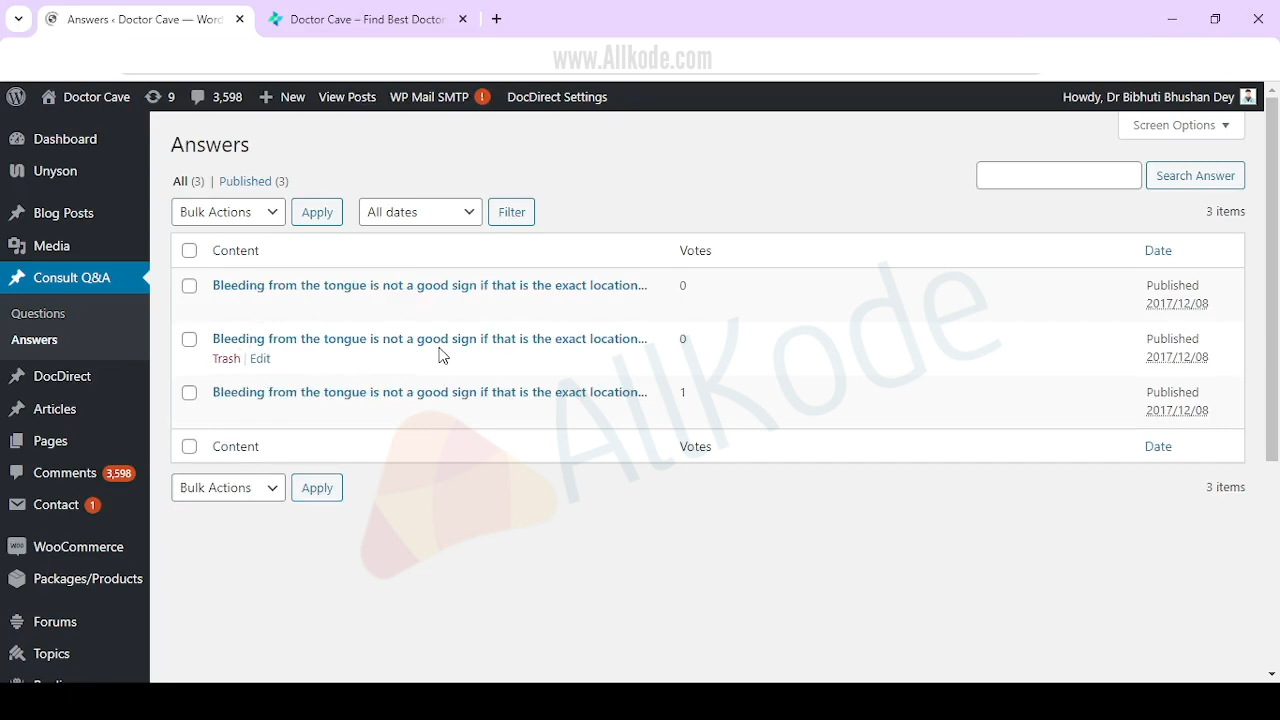 Answers ‹ Doctor Cave — Word
Doctor Cave – Find Best Doctor
www.Allkode.com
Doctor Cave
9
3,598
New
View Posts
WP Mail SMTP !
DocDirect Settings
Howdy, Dr Bibhuti Bhushan Dey
Dashboard
Unyson
Blog Posts
Media
Consult Q&A
Questions
Answers
DocDirect
Articles
Pages
Comments 3,598
Contact 1
WooCommerce
Packages/Products
Forums
Topics
Screen Options
Answers
All (3) | Published (3)
Search Answer
Bulk Actions
Apply
All dates
Filter
3 items
Content Votes Date
Bleeding from the tongue is not a good sign if that is the exact location... 0 Published
2017/12/08
Bleeding from the tongue is not a good sign if that is the exact location... 0 Published
Trash | Edit 2017/12/08
Bleeding from the tongue is not a good sign if that is the exact location... 1 Published
2017/12/08
Content Votes Date
Bulk Actions
Apply
3 items
AllKode